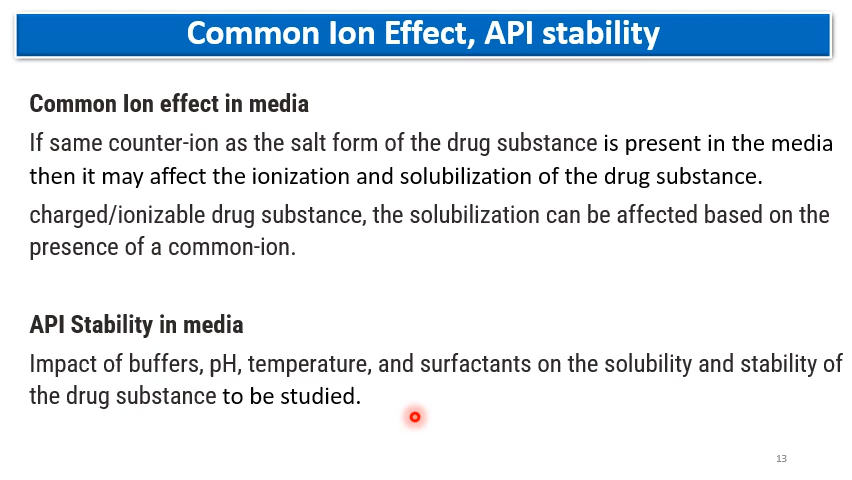 Common Ion Effect, API stability
Common Ion effect in media
If same counter-ion as the salt form of the drug substance is present in the media
then it may affect the ionization and solubilization of the drug substance.
charged/ionizable drug substance, the solubilization can be affected based on the
presence of a common-ion.
API Stability in media
Impact of buffers, pH, temperature, and surfactants on the solubility and stability of
the drug substance to be studied.
13